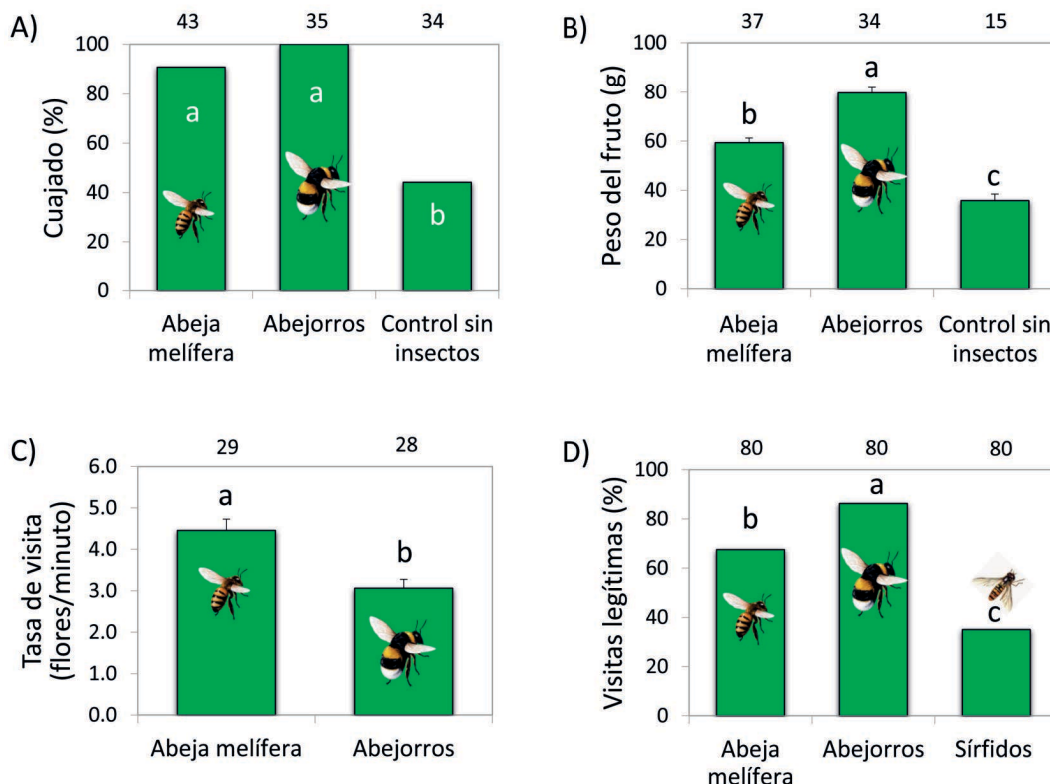 A)
43 35 34
Cuajado (%)
100
80
60
40
20
0
a a b
Abeja melífera
Abejorros
Control sin insectos
B)
37 34 15
Peso del fruto (g)
100
80
60
40
20
0
b a c
Abeja melífera
Abejorros
Control sin insectos
C)
29 28
Tasa de visita
(flores/minuto)
6.0
5.0
4.0
3.0
2.0
1.0
0.0
a b
Abeja melífera
Abejorros
D)
80 80 80
Visitas legítimas (%)
100
80
60
40
20
0
b a c
Abeja melífera
Abejorros
Sírfidos